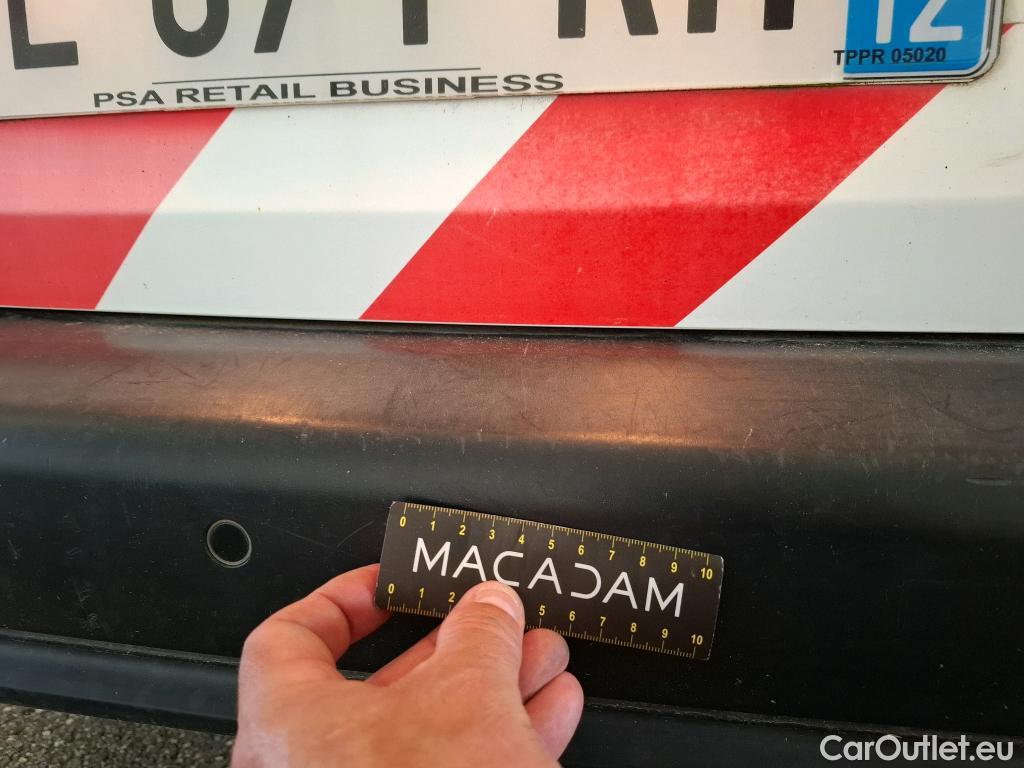 12
TPPR 05020
PSA RETAIL BUSINESS
0 1 2 3 4 5 6 7 8 9 10
MACADAM
0 1 2 5 6 7 8 9 10
CarOutlet.eu